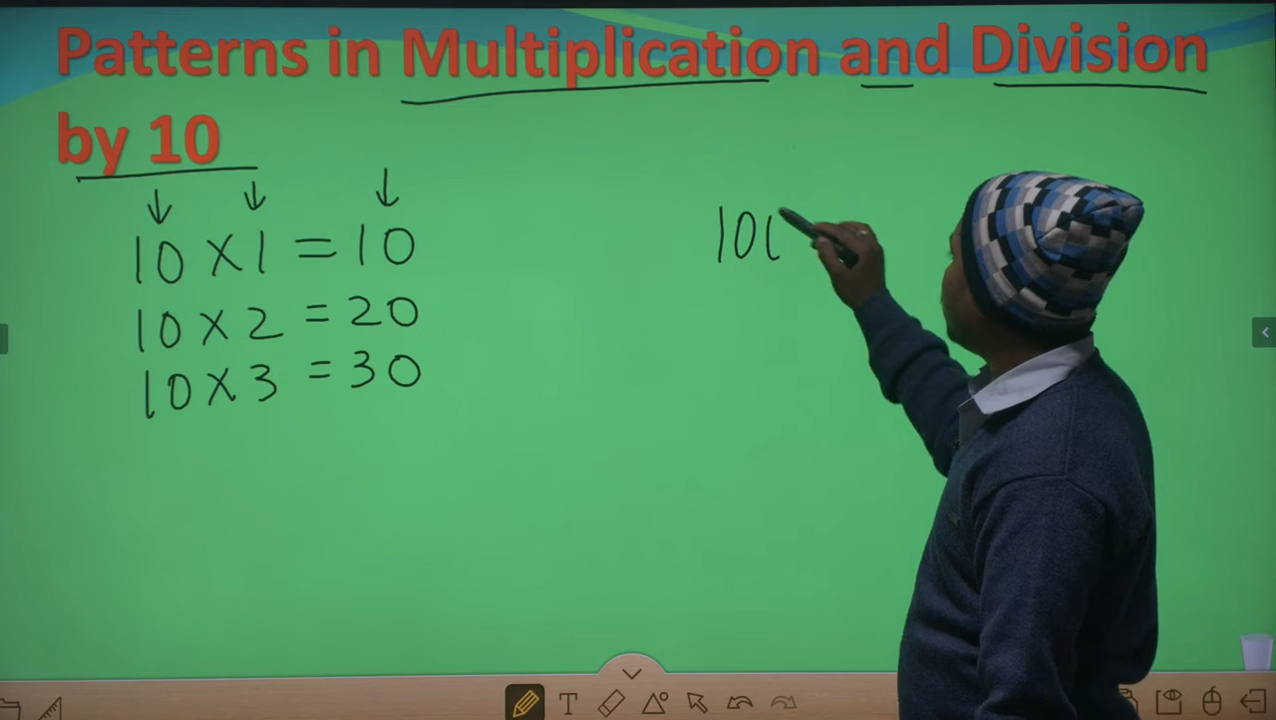 Patterns in Multiplication and Division
by 10
10 × 1 = 10
10 × 2 = 20
10 × 3 = 30
10